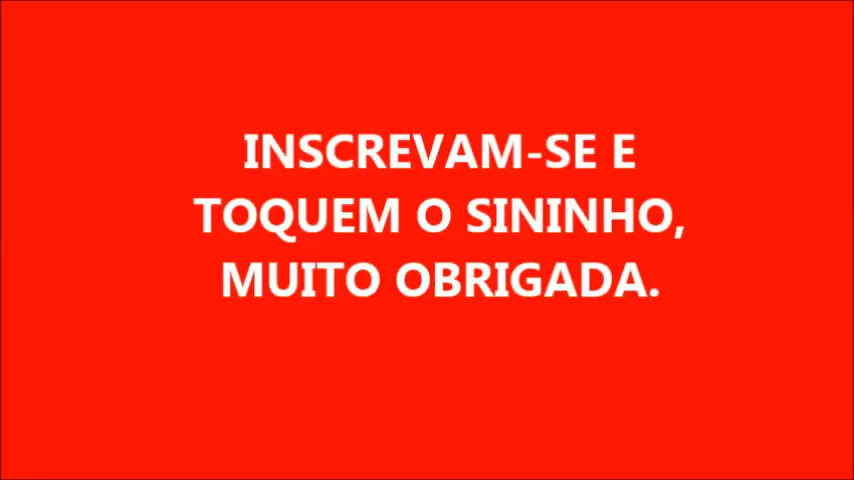 INSCREVAM-SE E
TOQUEM O SININHO,
MUITO OBRIGADA.